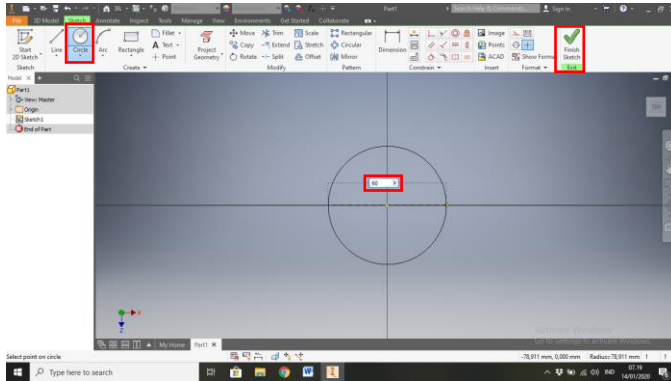 Part1
Search Help & Commands...
Sign In
File 3D Model Sketch Annotate Inspect Tools Manage View Environments Get Started Collaborate
Start 2D Sketch
Line Circle Arc Rectangle
Fillet
Text
Point
Project Geometry
Move Trim Scale
Copy Extend Stretch
Rotate Split Offset
Rectangular
Circular
Mirror
Dimension
Image
Points
ACAD
Show Format
Finish Sketch
Sketch Create Modify Pattern Constrain Insert Format Exit
Model
Part1
View: Master
Origin
Sketch1
End of Part
TOP
60
X
Z
Activate Windows
Go to Settings to activate Windows.
My Home Part1
Select point on circle
-78,911 mm, 0,000 mm Radius=78,911 mm 1 1
Type here to search
IND
07.19
14/01/2020